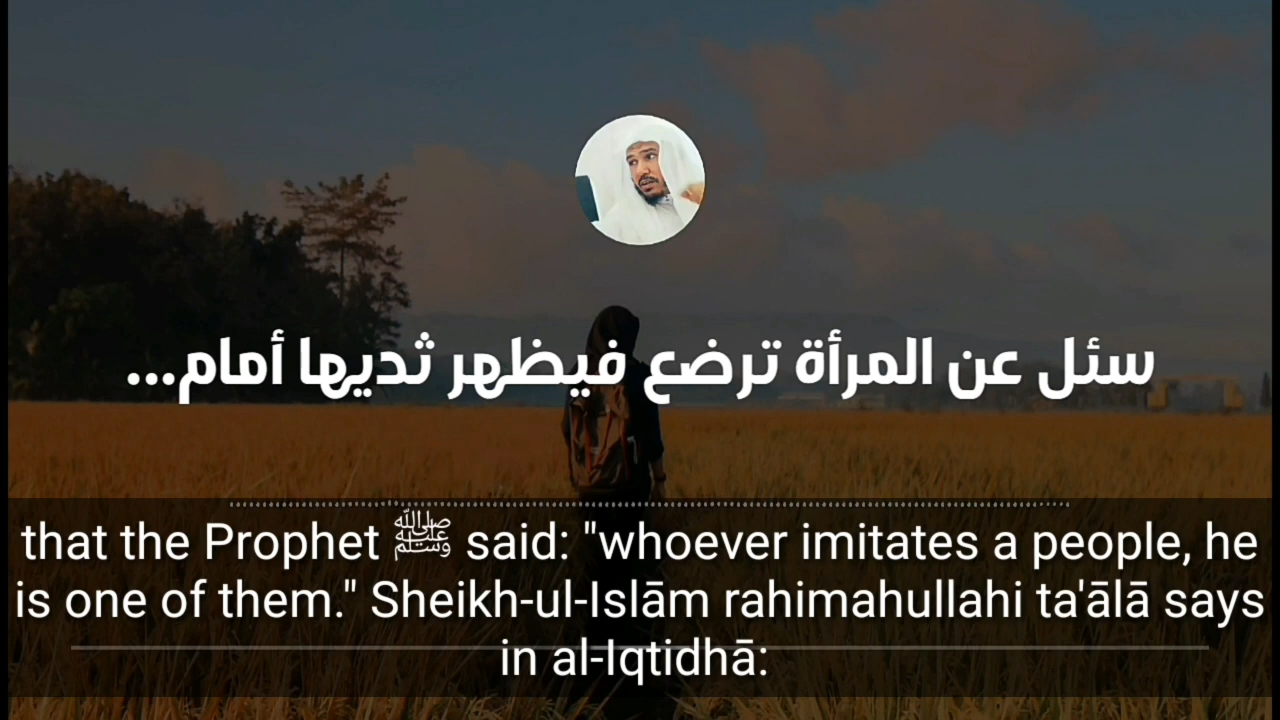 سئل عن المرأة ترضع فيظهر ثديها أمام...
that the Prophet ﷺ said: "whoever imitates a people, he
is one of them." Sheikh-ul-Islām rahimahullahi ta'ālā says
in al-Iqtidhā: